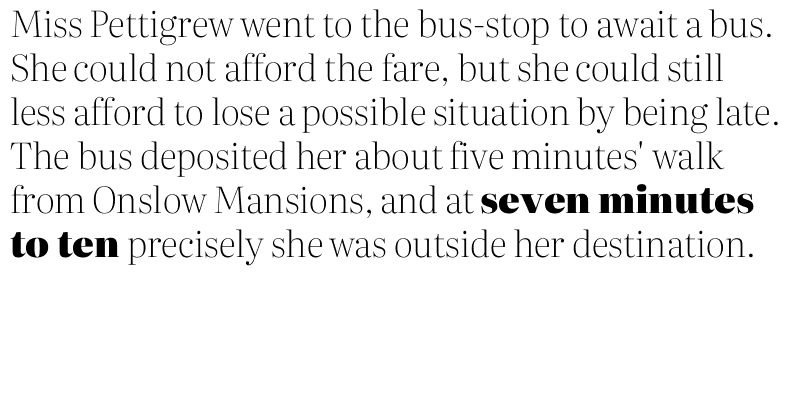 Miss Pettigrew went to the bus-stop to await a bus.
She could not afford the fare, but she could still
less afford to lose a possible situation by being late.
The bus deposited her about five minutes' walk
from Onslow Mansions, and at seven minutes
to ten precisely she was outside her destination.